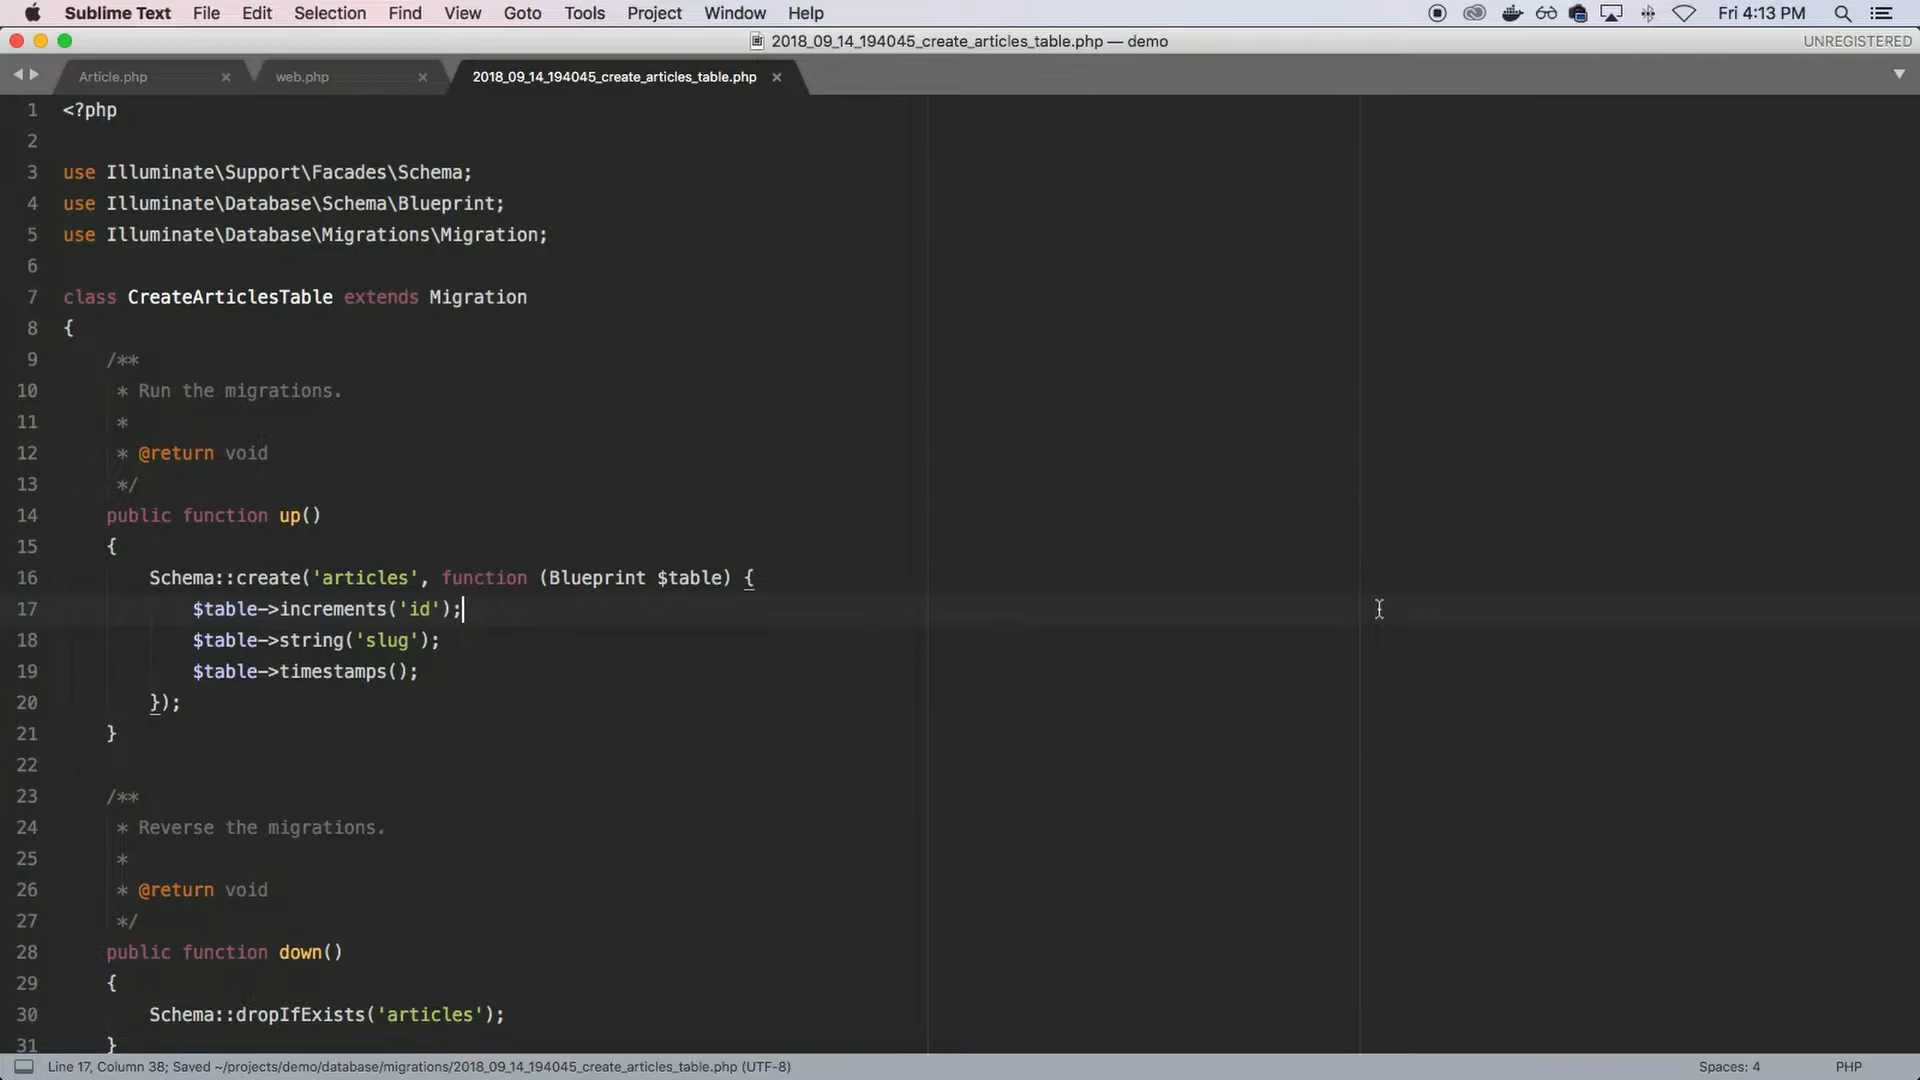 Sublime Text File Edit Selection Find View Goto Tools Project Window Help Fri 4:13 PM
2018_09_14_194045_create_articles_table.php — demo UNREGISTERED
Article.php × web.php × 2018_09_14_194045_create_articles_table.php ×
1 <?php
2
3 use Illuminate\Support\Facades\Schema;
4 use Illuminate\Database\Schema\Blueprint;
5 use Illuminate\Database\Migrations\Migration;
6
7 class CreateArticlesTable extends Migration
8 {
9 /**
10 * Run the migrations.
11 *
12 * @return void
13 */
14 public function up()
15 {
16 Schema::create('articles', function (Blueprint $table) {
17 $table->increments('id');
18 $table->string('slug');
19 $table->timestamps();
20 });
21 }
22
23 /**
24 * Reverse the migrations.
25 *
26 * @return void
27 */
28 public function down()
29 {
30 Schema::dropIfExists('articles');
31 }
Line 17, Column 38; Saved ~/projects/demo/database/migrations/2018_09_14_194045_create_articles_table.php (UTF-8) Spaces: 4 PHP